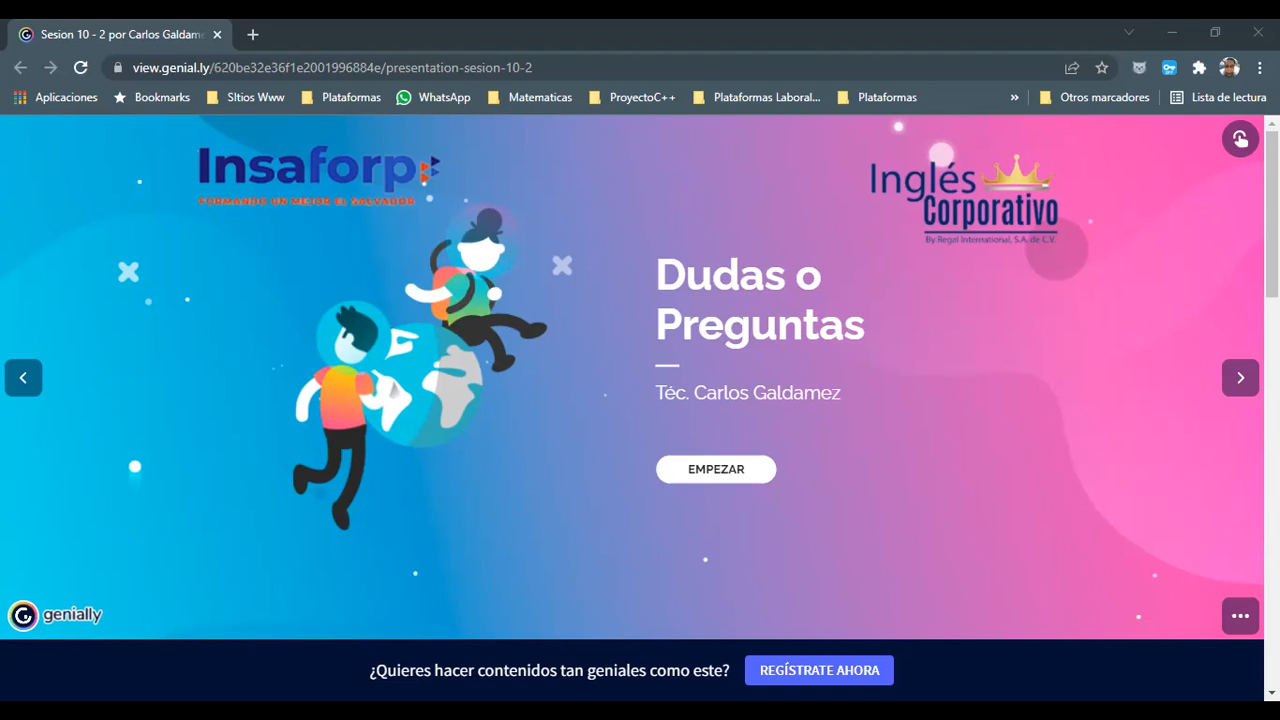 Sesion 10 - 2 por Carlos Galdam
view.genial.ly/620be32e36f1e2001996884e/presentation-sesion-10-2
Aplicaciones Bookmarks SItios Www Plataformas WhatsApp Matematicas ProyectoC++ Plataformas Laboral... Plataformas » Otros marcadores Lista de lectura
Insaforp
FORMANDO UN MEJOR EL SALVADOR
Inglés
Corporativo
By Regal International, S.A. de C.V.
Dudas o
Preguntas
Téc. Carlos Galdamez
EMPEZAR
genially
¿Quieres hacer contenidos tan geniales como este? REGÍSTRATE AHORA